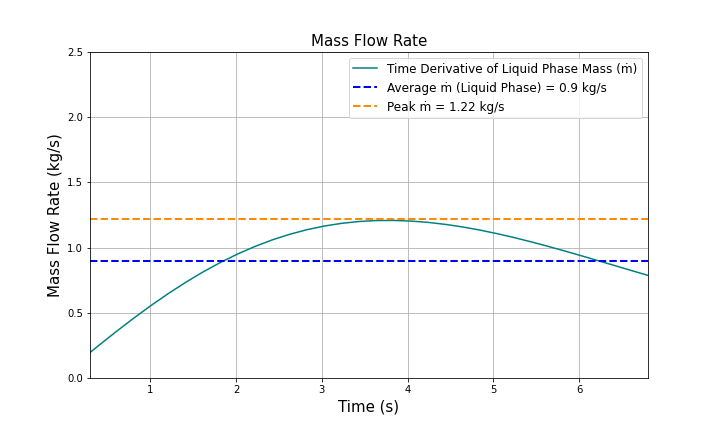 Mass Flow Rate
Time Derivative of Liquid Phase Mass (ṁ)
Average ṁ (Liquid Phase) = 0.9 kg/s
Peak ṁ = 1.22 kg/s
Mass Flow Rate (kg/s)
2.5
2.0
1.5
1.0
0.5
0.0
1 2 3 4 5 6
Time (s)